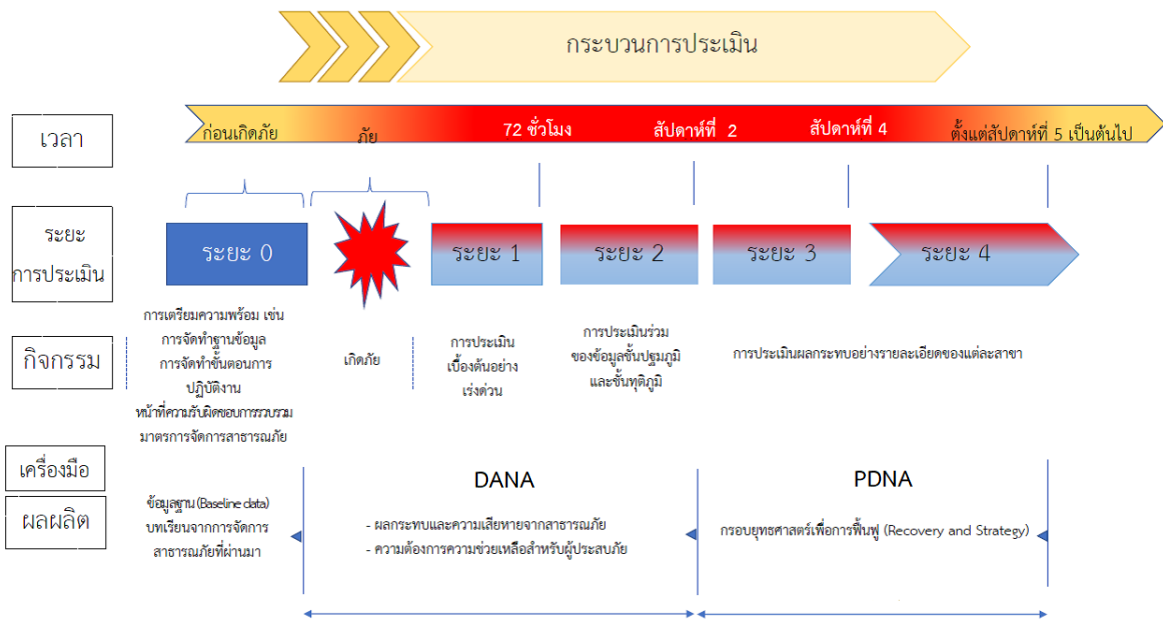 กระบวนการประเมิน
เวลา
ก่อนเกิดภัย
ภัย
72 ชั่วโมง
สัปดาห์ที่ 2
สัปดาห์ที่ 4
ตั้งแต่สัปดาห์ที่ 5 เป็นต้นไป
ระยะ
การประเมิน
ระยะ 0
ระยะ 1
ระยะ 2
ระยะ 3
ระยะ 4
กิจกรรม
การเตรียมความพร้อม เช่น
การจัดทำฐานข้อมูล
การจัดทำขั้นตอนการ
ปฏิบัติงาน
หน้าที่ความรับผิดชอบการรวบรวม
มาตรการจัดการสาธารณภัย
เกิดภัย
การประเมิน
เบื้องต้นอย่าง
เร่งด่วน
การประเมินร่วม
ของข้อมูลขั้นปฐมภูมิ
และขั้นทุติภูมิ
การประเมินผลกระทบอย่างรายละเอียดของแต่ละสาขา
เครื่องมือ
DANA
PDNA
ผลผลิต
ข้อมูลฐาน (Baseline data)
บทเรียนจากการจัดการ
สาธารณภัยที่ผ่านมา
- ผลกระทบและความเสียหายจากสาธารณภัย
- ความต้องการความช่วยเหลือสำหรับผู้ประสบภัย
กรอบยุทธศาสตร์เพื่อการฟื้นฟู (Recovery and Strategy)